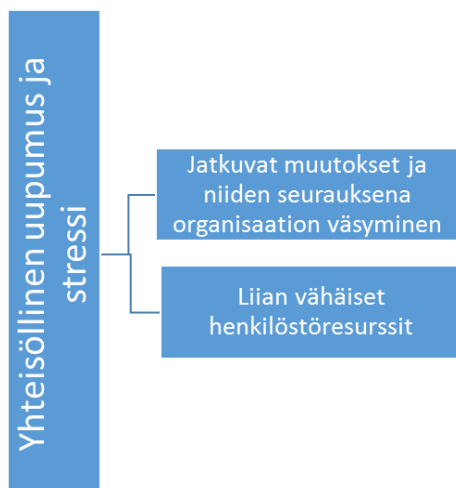 Yhteisöllinen uupumus ja
stressi
Jatkuvat muutokset ja
niiden seurauksena
organisaation väsyminen
Liian vähäiset
henkilöstöresurssit